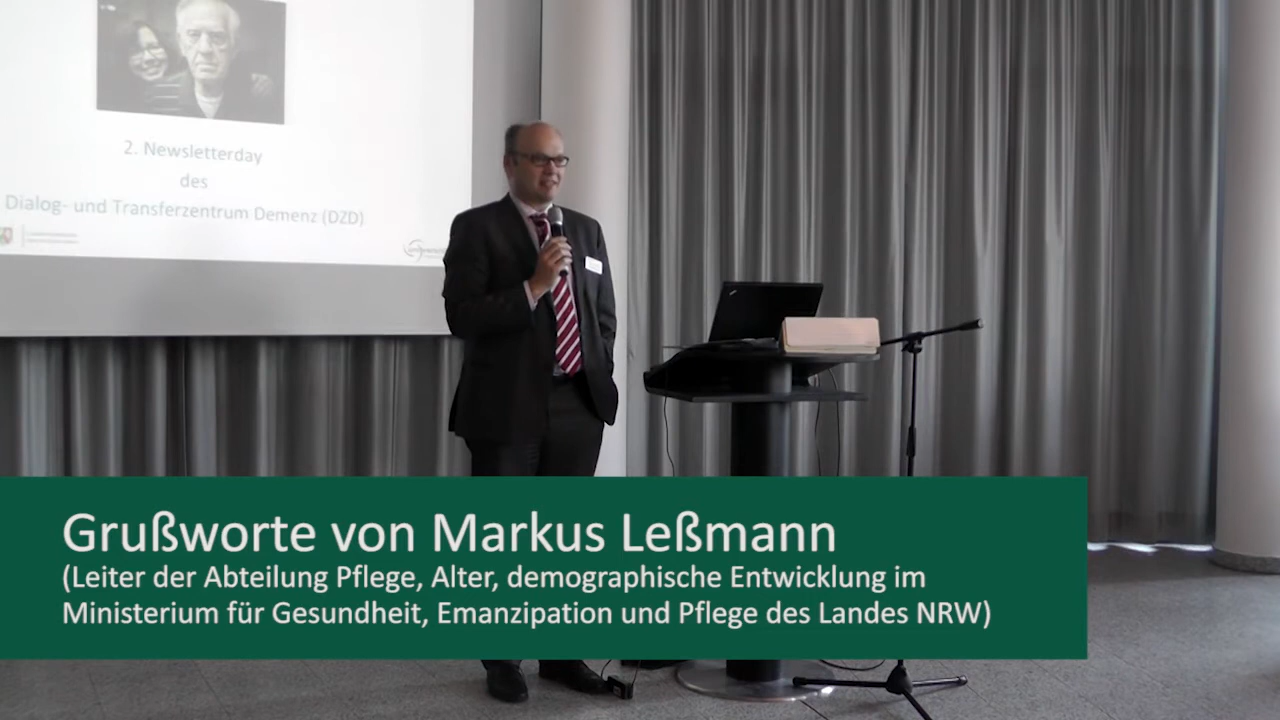 2. Newsletterday
des
Dialog- und Transferzentrum Demenz (DZD)
Grußworte von Markus Leßmann
(Leiter der Abteilung Pflege, Alter, demographische Entwicklung im
Ministerium für Gesundheit, Emanzipation und Pflege des Landes NRW)